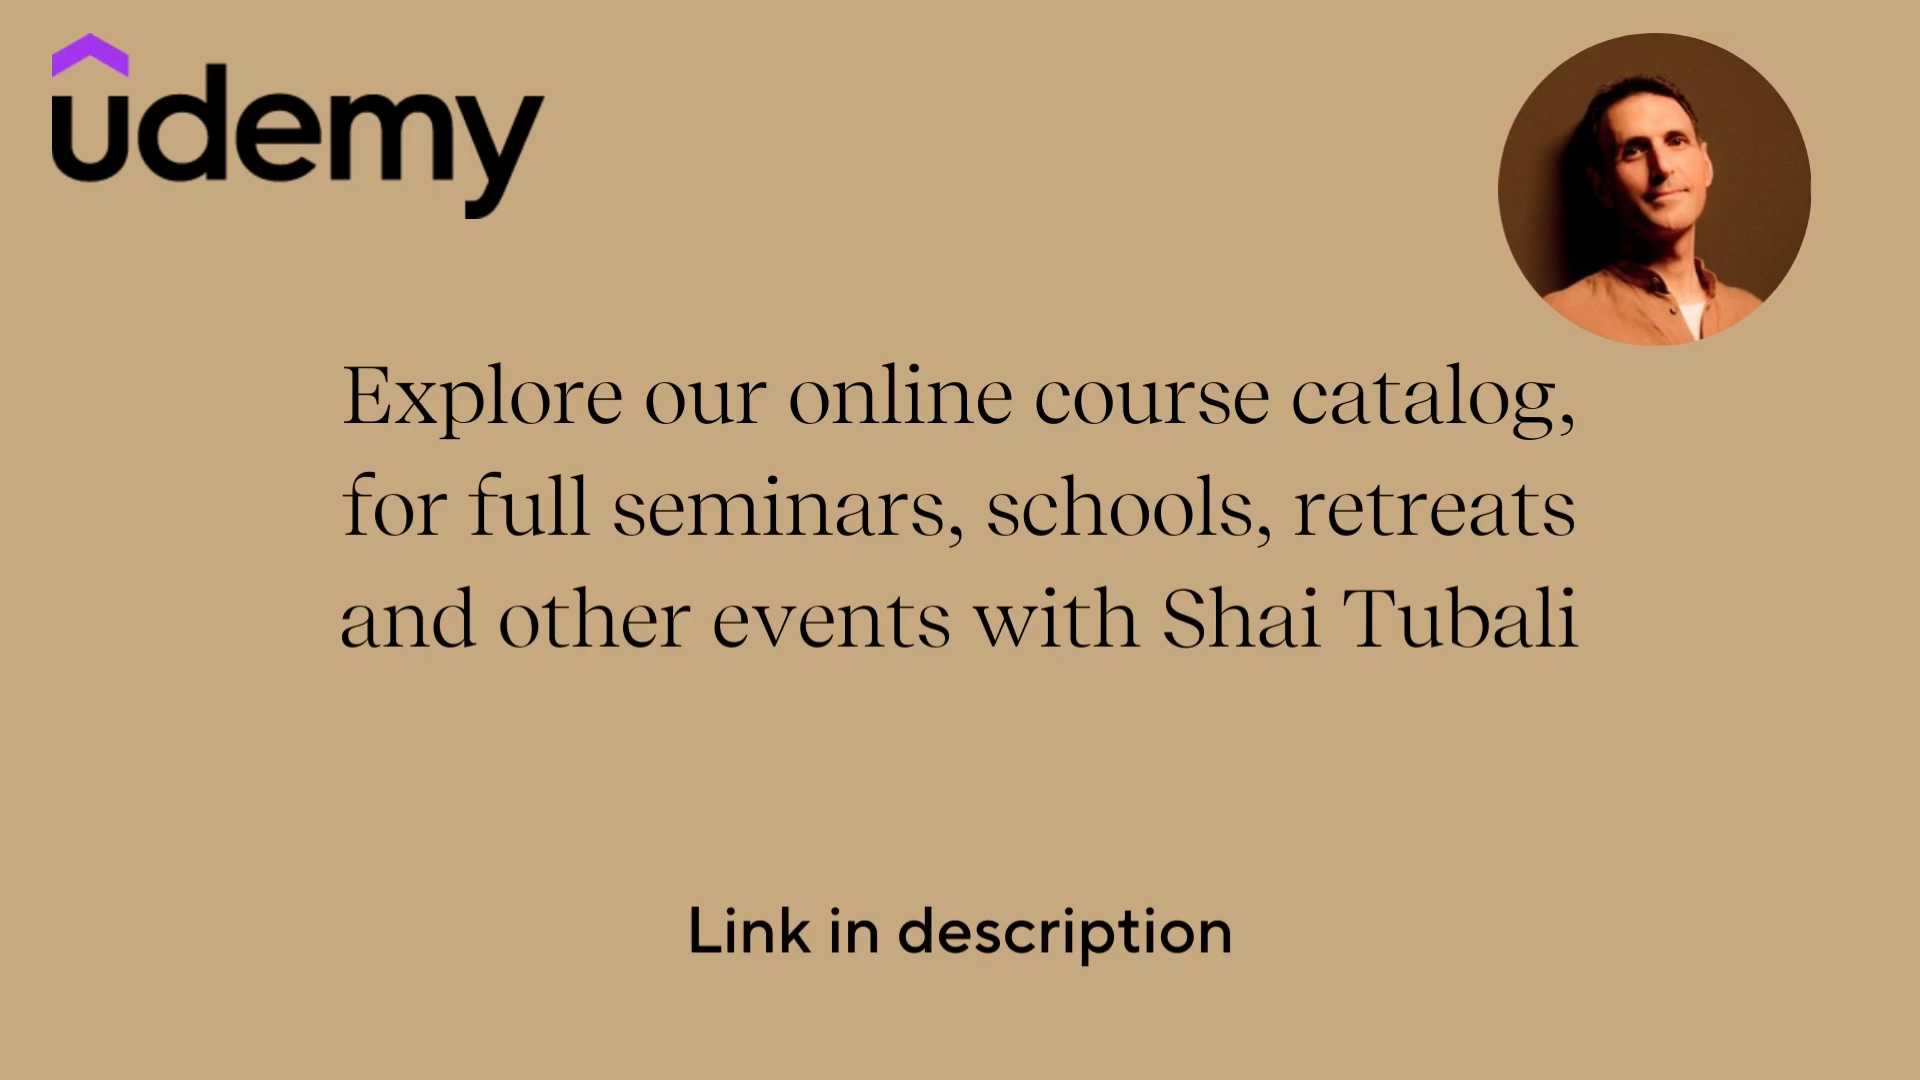 udemy
Explore our online course catalog,
for full seminars, schools, retreats
and other events with Shai Tubali
Link in description